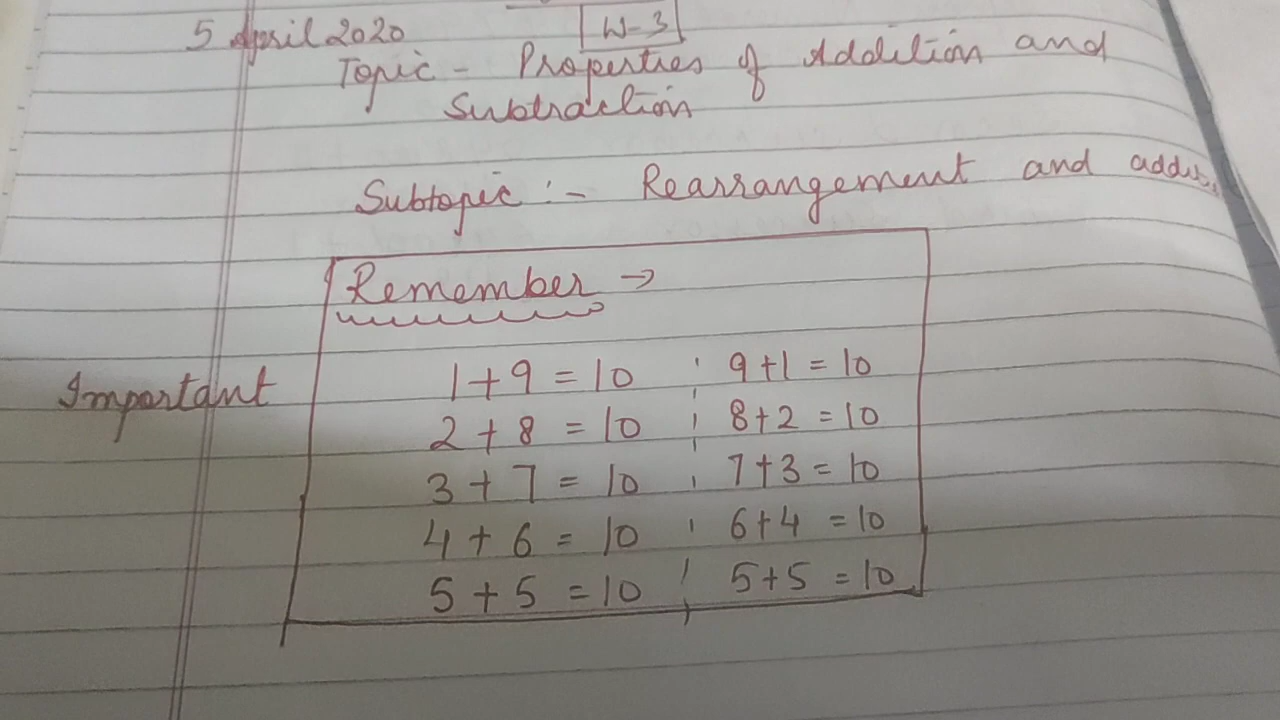 5 April 2020
W-3
Topic - Properties of Addition and
Subtraction
Subtopic :- Rearrangement and
Remember →
Important
1+9 = 10 ; 9+1 = 10
2+8 = 10 ; 8+2 = 10
3+7 = 10 ; 7+3 = 10
4+6 = 10 ; 6+4 = 10
5+5 = 10 ; 5+5 = 10